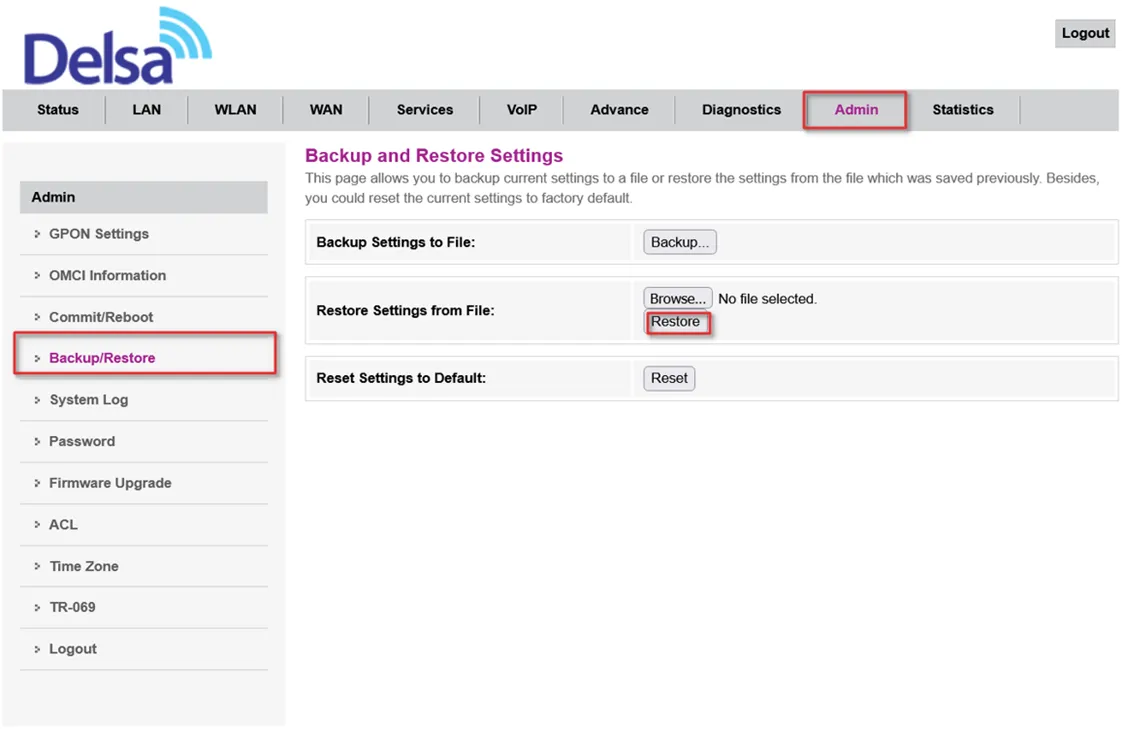 Delsa
Logout
Status LAN WLAN WAN Services VoIP Advance Diagnostics Admin Statistics
Admin
GPON Settings
OMCI Information
Commit/Reboot
Backup/Restore
System Log
Password
Firmware Upgrade
ACL
Time Zone
TR-069
Logout
Backup and Restore Settings
This page allows you to backup current settings to a file or restore the settings from the file which was saved previously. Besides,
you could reset the current settings to factory default.
Backup Settings to File: Backup...
Restore Settings from File: Browse... No file selected.
Restore
Reset Settings to Default: Reset